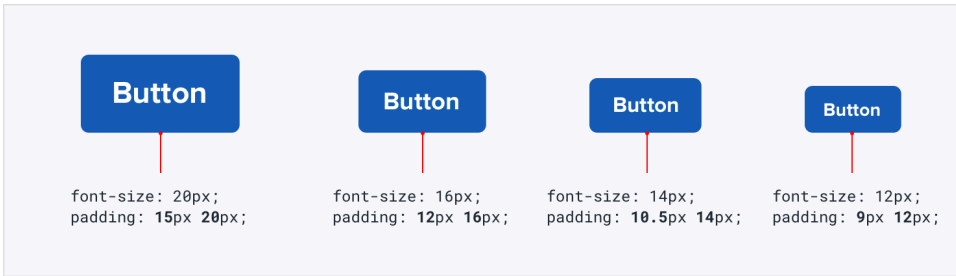 Button
Button
Button
Button
font-size: 20px;
padding: 15px 20px;
font-size: 16px;
padding: 12px 16px;
font-size: 14px;
padding: 10.5px 14px;
font-size: 12px;
padding: 9px 12px;